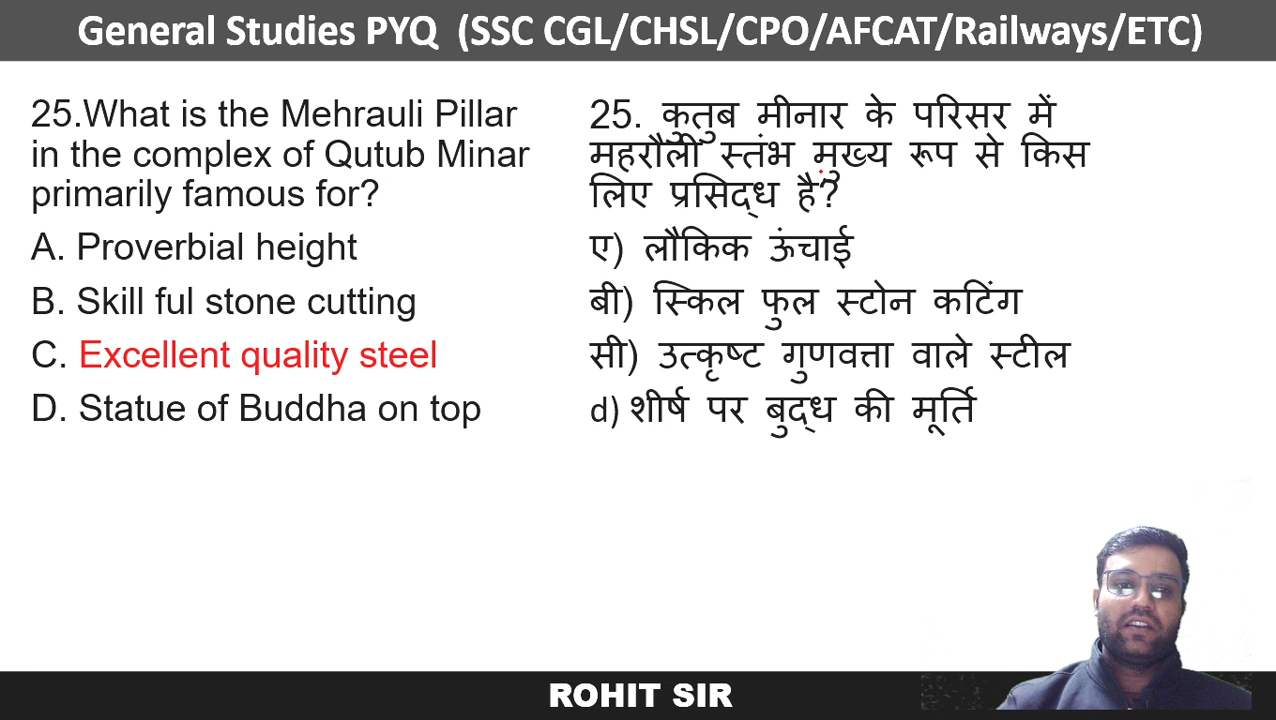 General Studies PYQ (SSC CGL/CHSL/CPO/AFCAT/Railways/ETC)
25.What is the Mehrauli Pillar
in the complex of Qutub Minar
primarily famous for?
A. Proverbial height
B. Skill ful stone cutting
C. Excellent quality steel
D. Statue of Buddha on top
25. कुतुब मीनार के परिसर में
महरौली स्तंभ मुख्य रूप से किस
लिए प्रसिद्ध है?
ए) लौकिक ऊंचाई
बी) स्किल फुल स्टोन कटिंग
सी) उत्कृष्ट गुणवत्ता वाले स्टील
d) शीर्ष पर बुद्ध की मूर्ति
ROHIT SIR